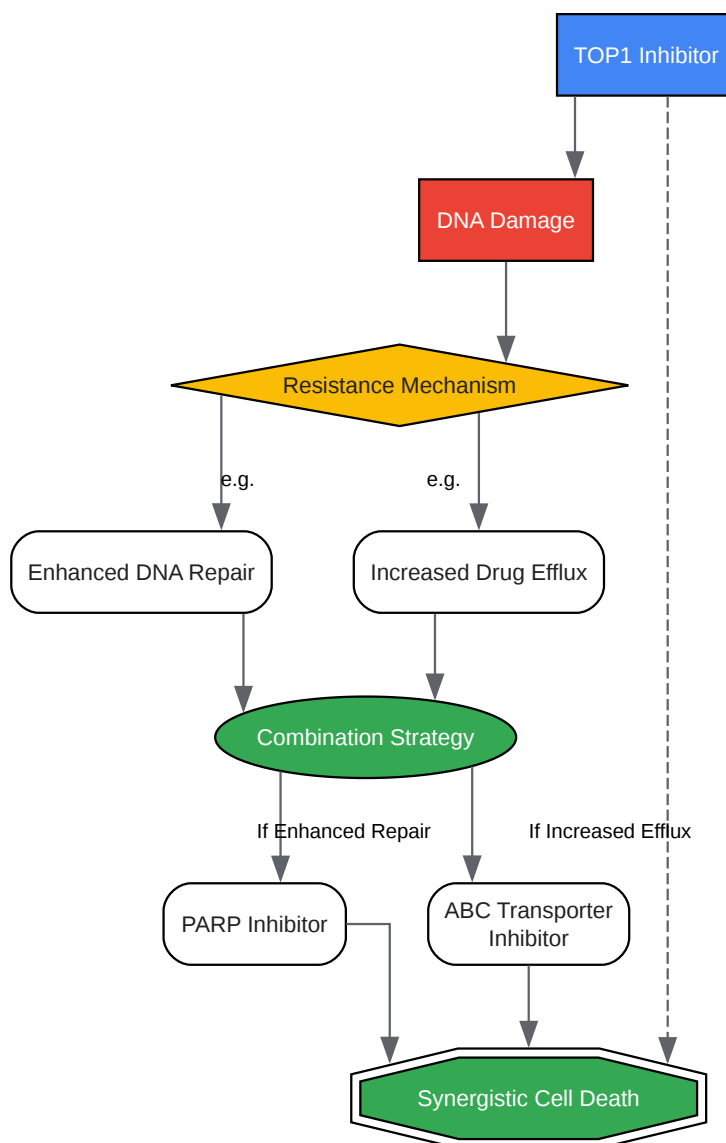 TOP1 Inhibitor
DNA Damage
Resistance Mechanism
e.g.
e.g.
Enhanced DNA Repair
Increased Drug Efflux
Combination Strategy
If Enhanced Repair
If Increased Efflux
PARP Inhibitor
ABC Transporter
Inhibitor
Synergistic Cell Death